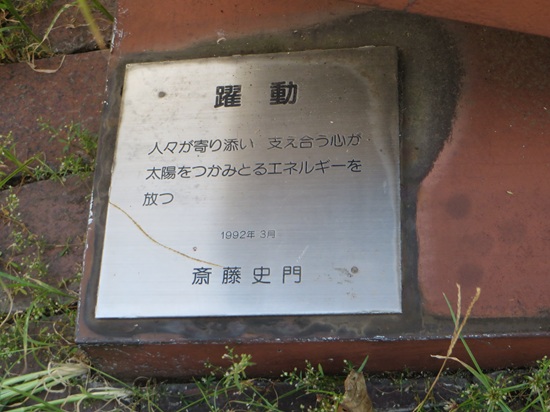 躍動
人々が寄り添い 支え合う心が
太陽をつかみとるエネルギーを
放つ
1992年 3月
斎藤史門